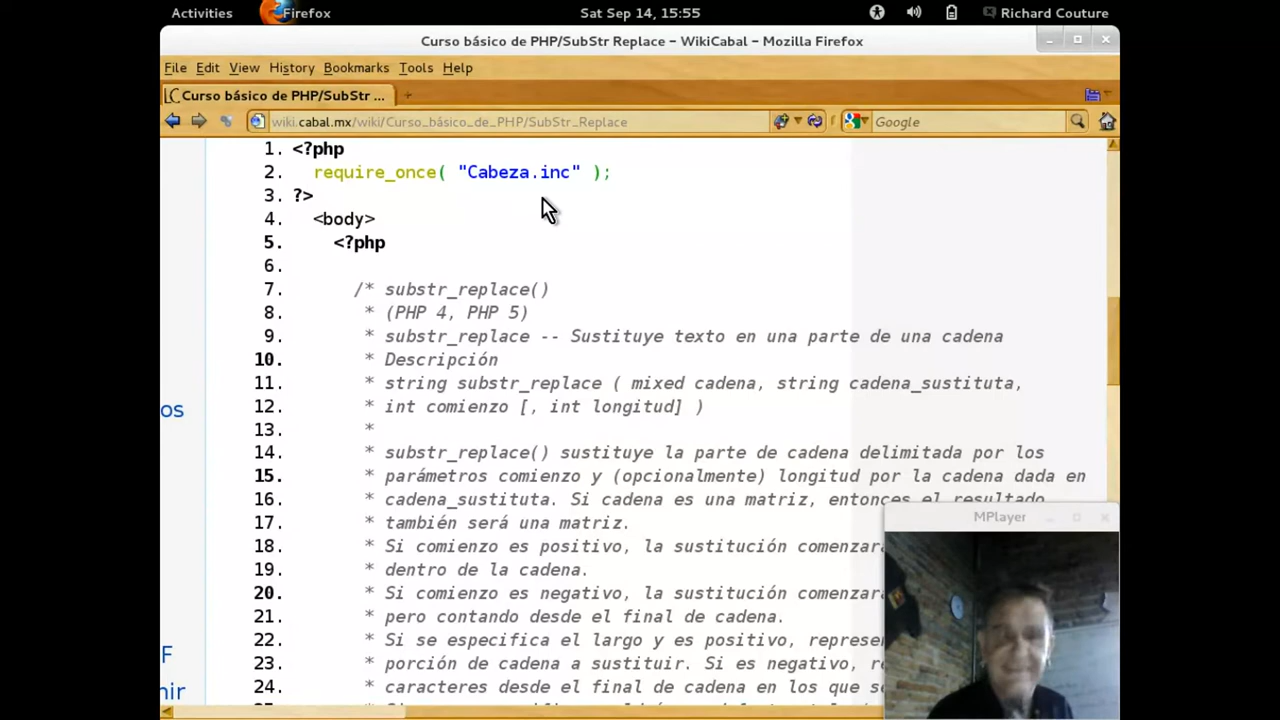 Activities Firefox Sat Sep 14, 15:55 Richard Couture
Curso básico de PHP/SubStr Replace – WikiCabal – Mozilla Firefox
File Edit View History Bookmarks Tools Help
Curso básico de PHP/SubStr ...
wiki.cabal.mx/wiki/Curso_básico_de_PHP/SubStr_Replace Google
1. <?php
2. require_once( "Cabeza.inc" );
3. ?>
4. <body>
5. <?php
6.
7. /* substr_replace()
8. * (PHP 4, PHP 5)
9. * substr_replace -- Sustituye texto en una parte de una cadena
10. * Descripción
11. * string substr_replace ( mixed cadena, string cadena_sustituta,
12. * int comienzo [, int longitud] )
13. *
14. * substr_replace() sustituye la parte de cadena delimitada por los
15. * parámetros comienzo y (opcionalmente) longitud por la cadena dada en
16. * cadena_sustituta. Si cadena es una matriz, entonces el resultado
17. * también será una matriz.
18. * Si comienzo es positivo, la sustitución comenzará
19. * dentro de la cadena.
20. * Si comienzo es negativo, la sustitución comenzará
21. * pero contando desde el final de cadena.
22. * Si se especifica el largo y es positivo, represe
23. * porción de cadena a sustituir. Si es negativo, r
24. * caracteres desde el final de cadena en los que s
os
F
nir
MPlayer